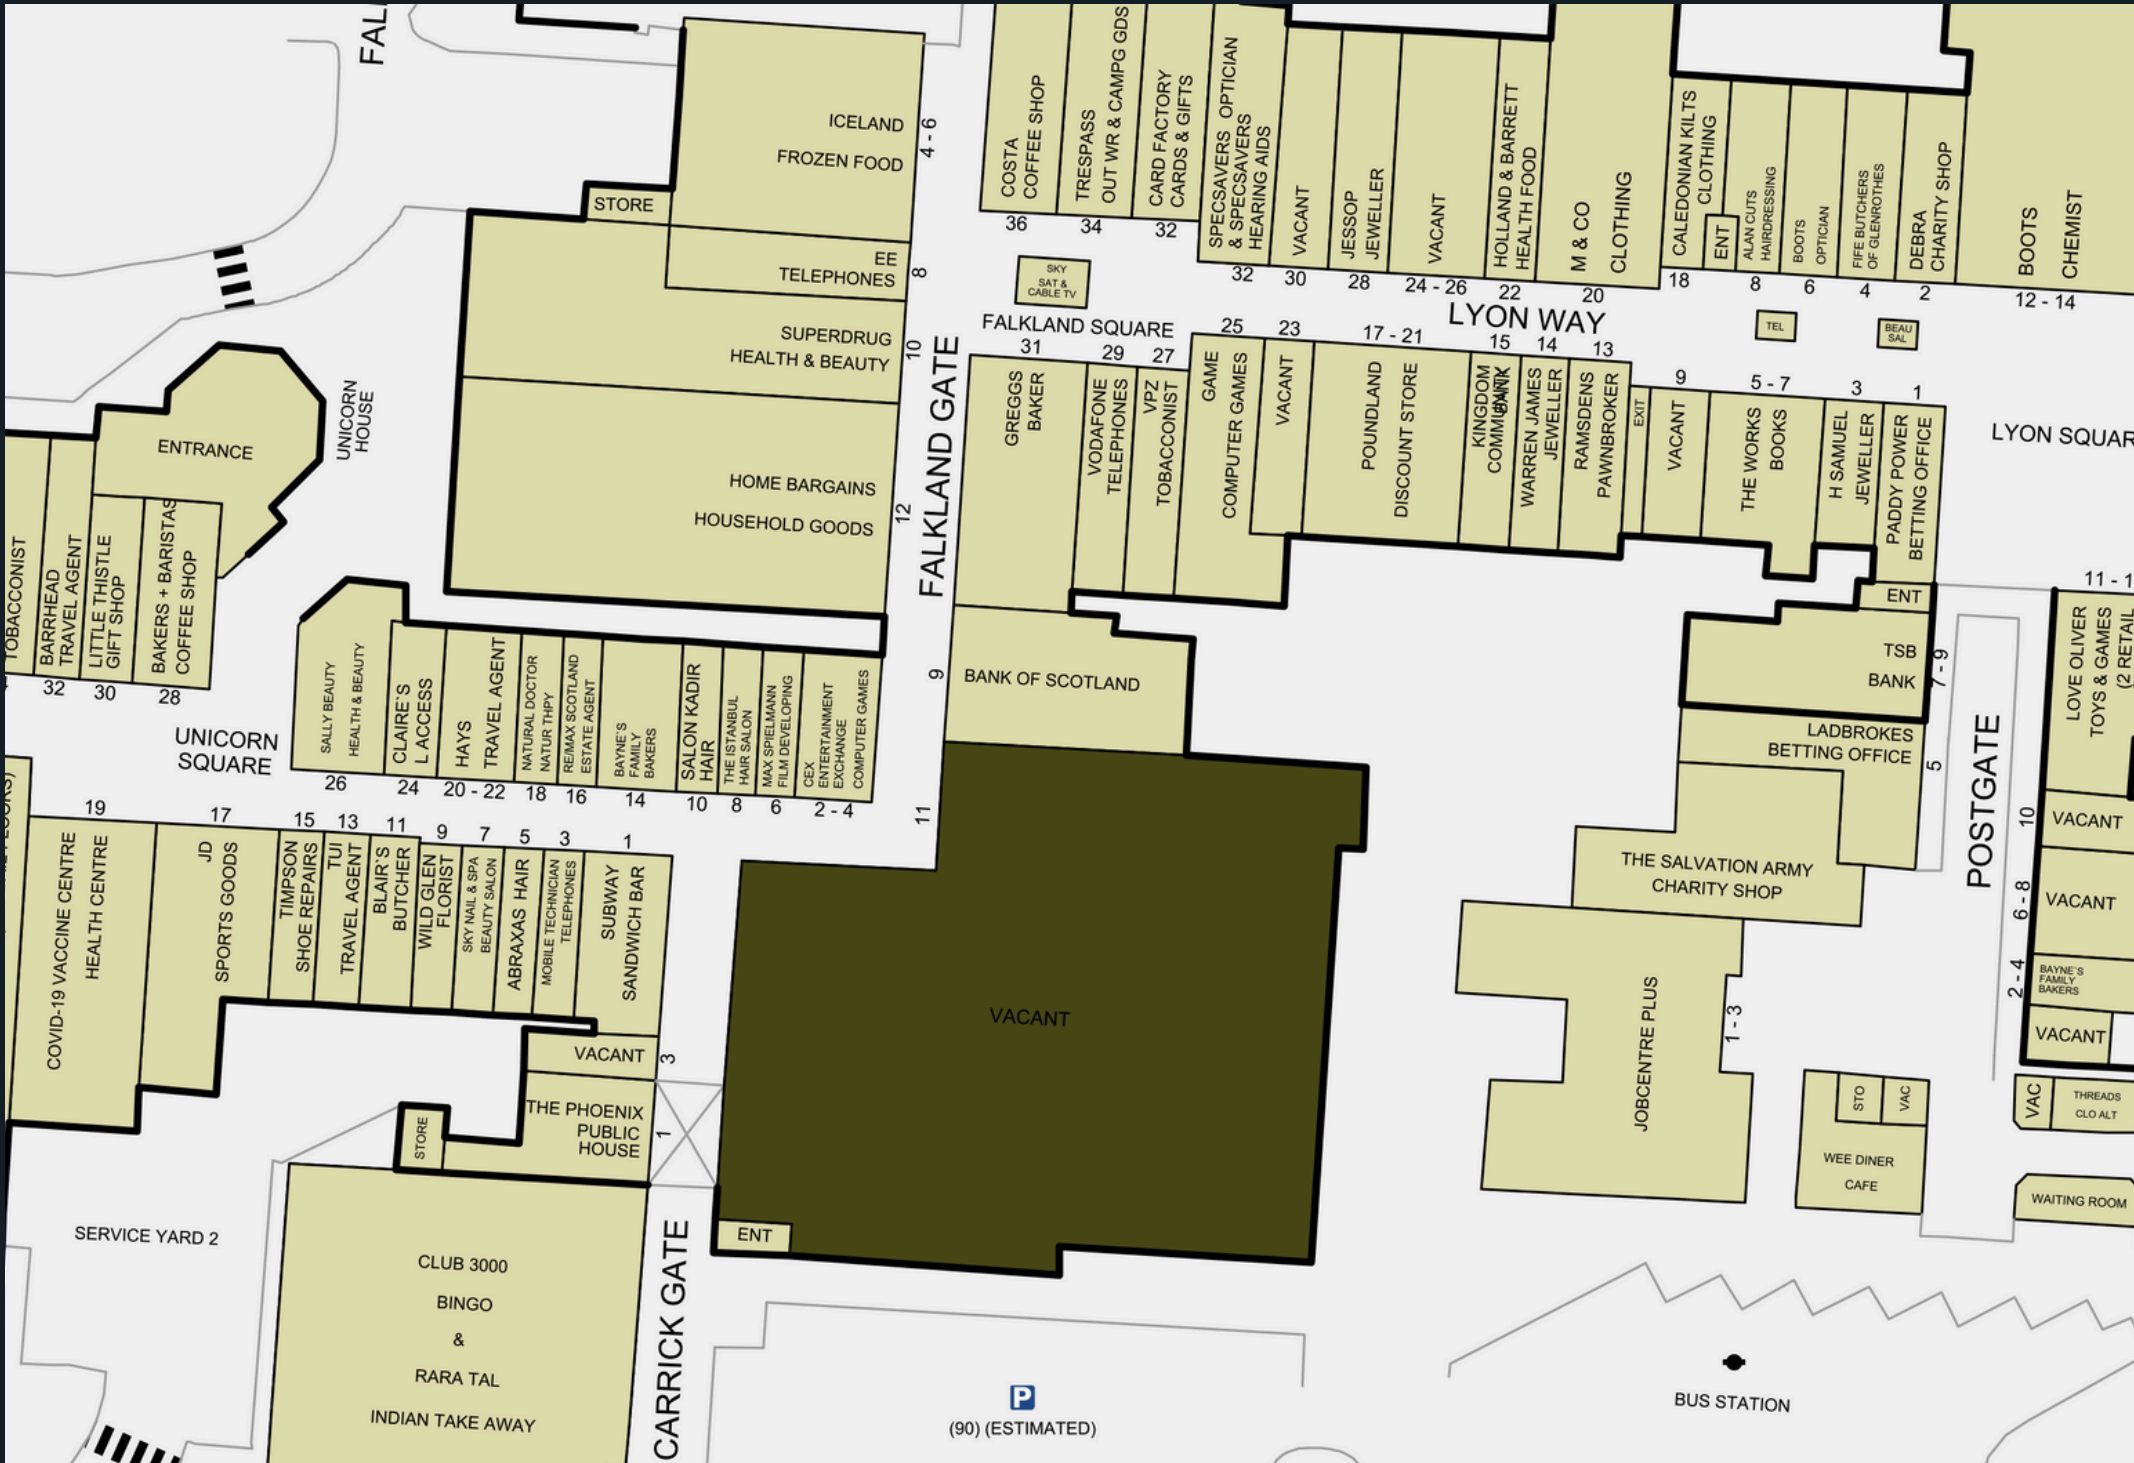 FAL
ICELAND
FROZEN FOOD
4 - 6
STORE
EE
TELEPHONES
8
SUPERDRUG
HEALTH & BEAUTY
10
HOME BARGAINS
HOUSEHOLD GOODS
12
FALKLAND GATE
COSTA
COFFEE SHOP
36
TRESPASS
OUT WR & CAMPG GDS
34
CARD FACTORY
CARDS & GIFTS
32
SPECSAVERS OPTICIAN
& SPECSAVERS
HEARING AIDS
32
VACANT
30
JESSOP
JEWELLER
28
VACANT
24 - 26
HOLLAND & BARRETT
HEALTH FOOD
22
M & CO
CLOTHING
20
CALEDONIAN KILTS
CLOTHING
18
ENT
ALAN CUTS
HAIRDRESSING
8
BOOTS
OPTICIAN
6
FIFE BUTCHERS
OF GLENROTHES
4
DEBRA
CHARITY SHOP
2
BOOTS
CHEMIST
12 - 14
SKY
SAT &
CABLE TV
FALKLAND SQUARE
LYON WAY
TEL
BEAU
SAL
LYON SQUAR
31
GREGGS
BAKER
29
VODAFONE
TELEPHONES
27
VPZ
TOBACCONIST
25
GAME
COMPUTER GAMES
23
VACANT
17 - 21
POUNDLAND
DISCOUNT STORE
15
KINGDOM
COMMUNITY
BANK
14
WARREN JAMES
JEWELLER
13
RAMSDENS
PAWNBROKER
EXIT
9
VACANT
5 - 7
THE WORKS
BOOKS
3
H SAMUEL
JEWELLER
1
PADDY POWER
BETTING OFFICE
ENT
TSB
BANK
7 - 9
LADBROKES
BETTING OFFICE
5
THE SALVATION ARMY
CHARITY SHOP
JOBCENTRE PLUS
1 - 3
POSTGATE
11 - 1
LOVE OLIVER
TOYS & GAMES
(2 RETAIL
10
VACANT
6 - 8
VACANT
2 - 4
BAYNE`S
FAMILY
BAKERS
VACANT
VAC
THREADS
CLO ALT
STO
VAC
WEE DINER
CAFE
WAITING ROOM
BUS STATION
ENTRANCE
UNICORN
HOUSE
TOBACCONIST
BARRHEAD
TRAVEL AGENT
32
LITTLE THISTLE
GIFT SHOP
30
BAKERS + BARISTAS
COFFEE SHOP
28
UNICORN
SQUARE
SALLY BEAUTY
HEALTH & BEAUTY
26
CLAIRE`S
L ACCESS
24
HAYS
TRAVEL AGENT
20 - 22
NATURAL DOCTOR
NATUR THPY
18
RE/MAX SCOTLAND
ESTATE AGENT
16
BAYNE`S
FAMILY
BAKERS
14
SALON KADIR
HAIR
10
THE ISTANBUL
HAIR SALON
8
MAX SPIELMANN
FILM DEVELOPING
6
CEX
ENTERTAINMENT
EXCHANGE
COMPUTER GAMES
2 - 4
9
BANK OF SCOTLAND
11
VACANT
ENT
19
COVID-19 VACCINE CENTRE
HEALTH CENTRE
17
JD
SPORTS GOODS
15
TIMPSON
SHOE REPAIRS
13
TUI
TRAVEL AGENT
11
BLAIR`S
BUTCHER
9
WILD GLEN
FLORIST
7
SKY NAIL & SPA
BEAUTY SALON
5
ABRAXAS HAIR
3
MOBILE TECHNICIAN
TELEPHONES
1
SUBWAY
SANDWICH BAR
VACANT
3
THE PHOENIX
PUBLIC
HOUSE
1
STORE
SERVICE YARD 2
CLUB 3000
BINGO
&
RARA TAL
INDIAN TAKE AWAY
CARRICK GATE
P
(90) (ESTIMATED)